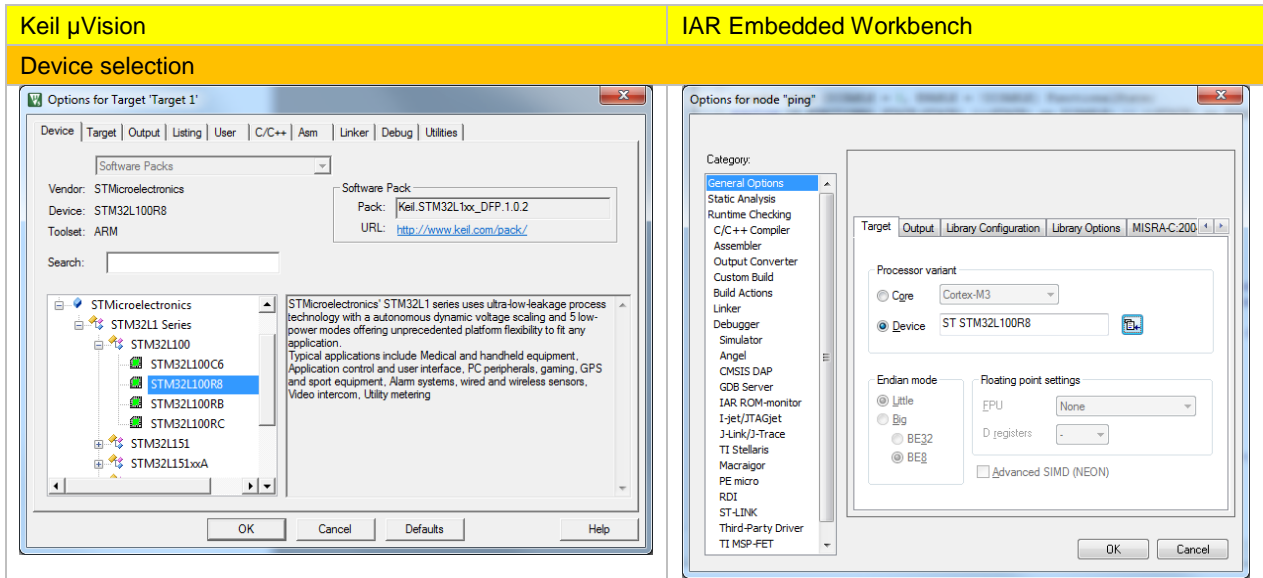 Keil µVision
IAR Embedded Workbench
Device selection
Options for Target 'Target 1'
Device Target Output Listing User C/C++ Asm Linker Debug Utilities
Software Packs
Vendor: STMicroelectronics
Device: STM32L100R8
Toolset: ARM
Search:
Software Pack
Pack: Keil.STM32L1xx_DFP.1.0.2
URL: http://www.keil.com/pack/
STMicroelectronics
STM32L1 Series
STM32L100
STM32L100C6
STM32L100R8
STM32L100RB
STM32L100RC
STM32L151
STM32L151xxA
STMicroelectronics' STM32L1 series uses ultra-low-leakage process
technology with a autonomous dynamic voltage scaling and 5 low-
power modes offering unprecedented platform flexibility to fit any
application.
Typical applications include Medical and handheld equipment,
Application control and user interface, PC peripherals, gaming, GPS
and sport equipment, Alarm systems, wired and wireless sensors,
Video intercom, Utility metering
OK Cancel Defaults Help
Options for node "ping"
Category:
General Options
Static Analysis
Runtime Checking
C/C++ Compiler
Assembler
Output Converter
Custom Build
Build Actions
Linker
Debugger
Simulator
Angel
CMSIS DAP
GDB Server
IAR ROM-monitor
I-jet/JTAGjet
J-Link/J-Trace
TI Stellaris
Macraigor
PE micro
RDI
ST-LINK
Third-Party Driver
TI MSP-FET
Target Output Library Configuration Library Options MISRA-C:200
Processor variant
Core Cortex-M3
Device ST STM32L100R8
Endian mode
Little
Big
BE32
BE8
Floating point settings
FPU None
D registers -
Advanced SIMD (NEON)
OK Cancel